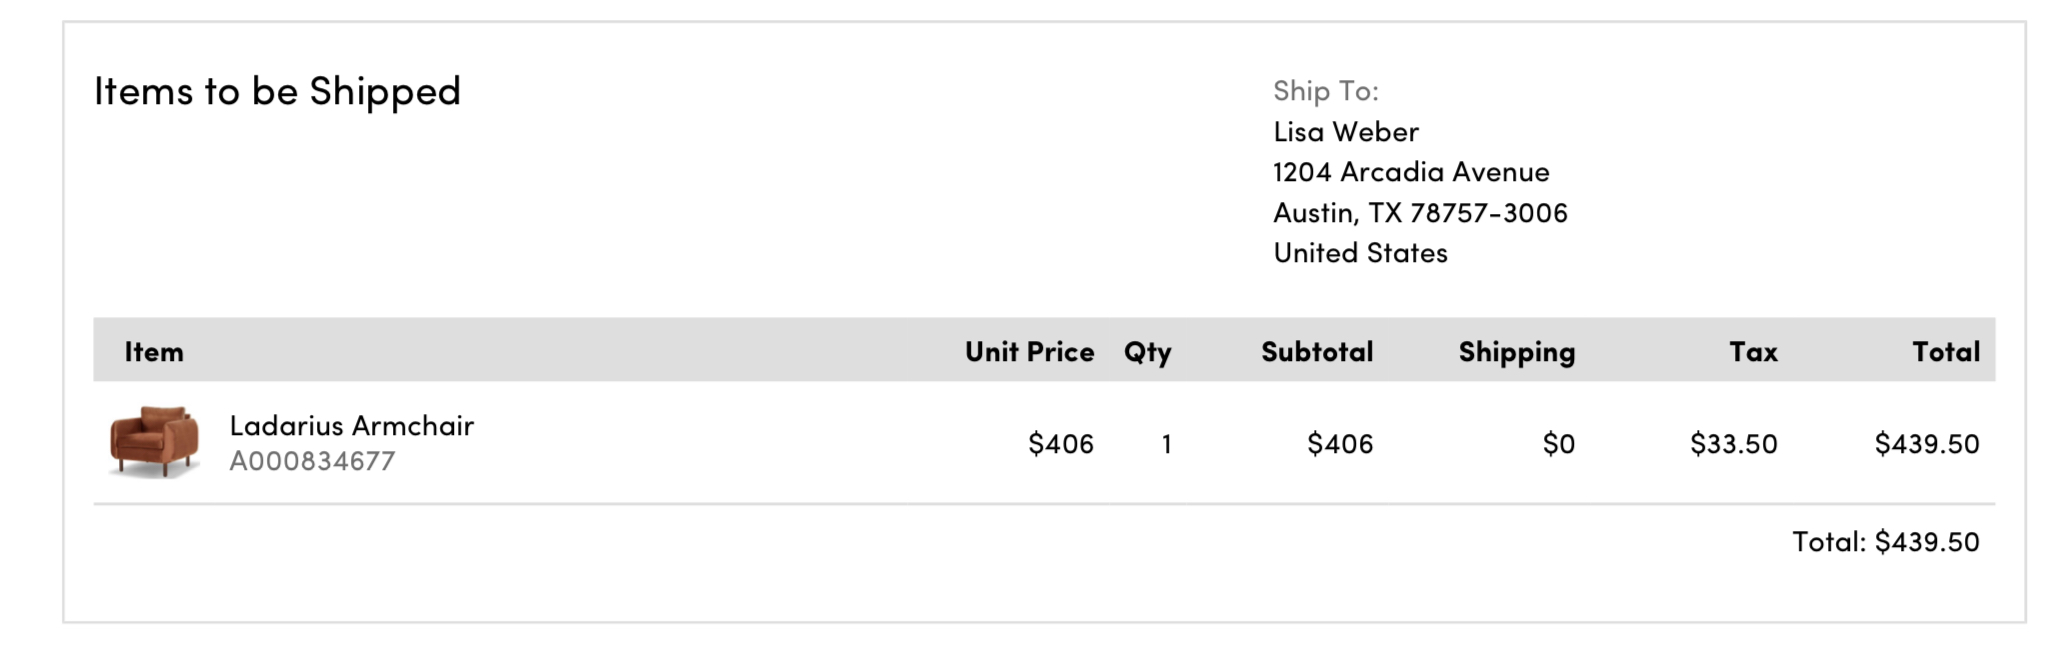 Items to be Shipped
Ship To:
Lisa Weber
1204 Arcadia Avenue
Austin, TX 78757-3006
United States
Item Unit Price Qty Subtotal Shipping Tax Total
Ladarius Armchair
A000834677
$406 1 $406 $0 $33.50 $439.50
Total: $439.50